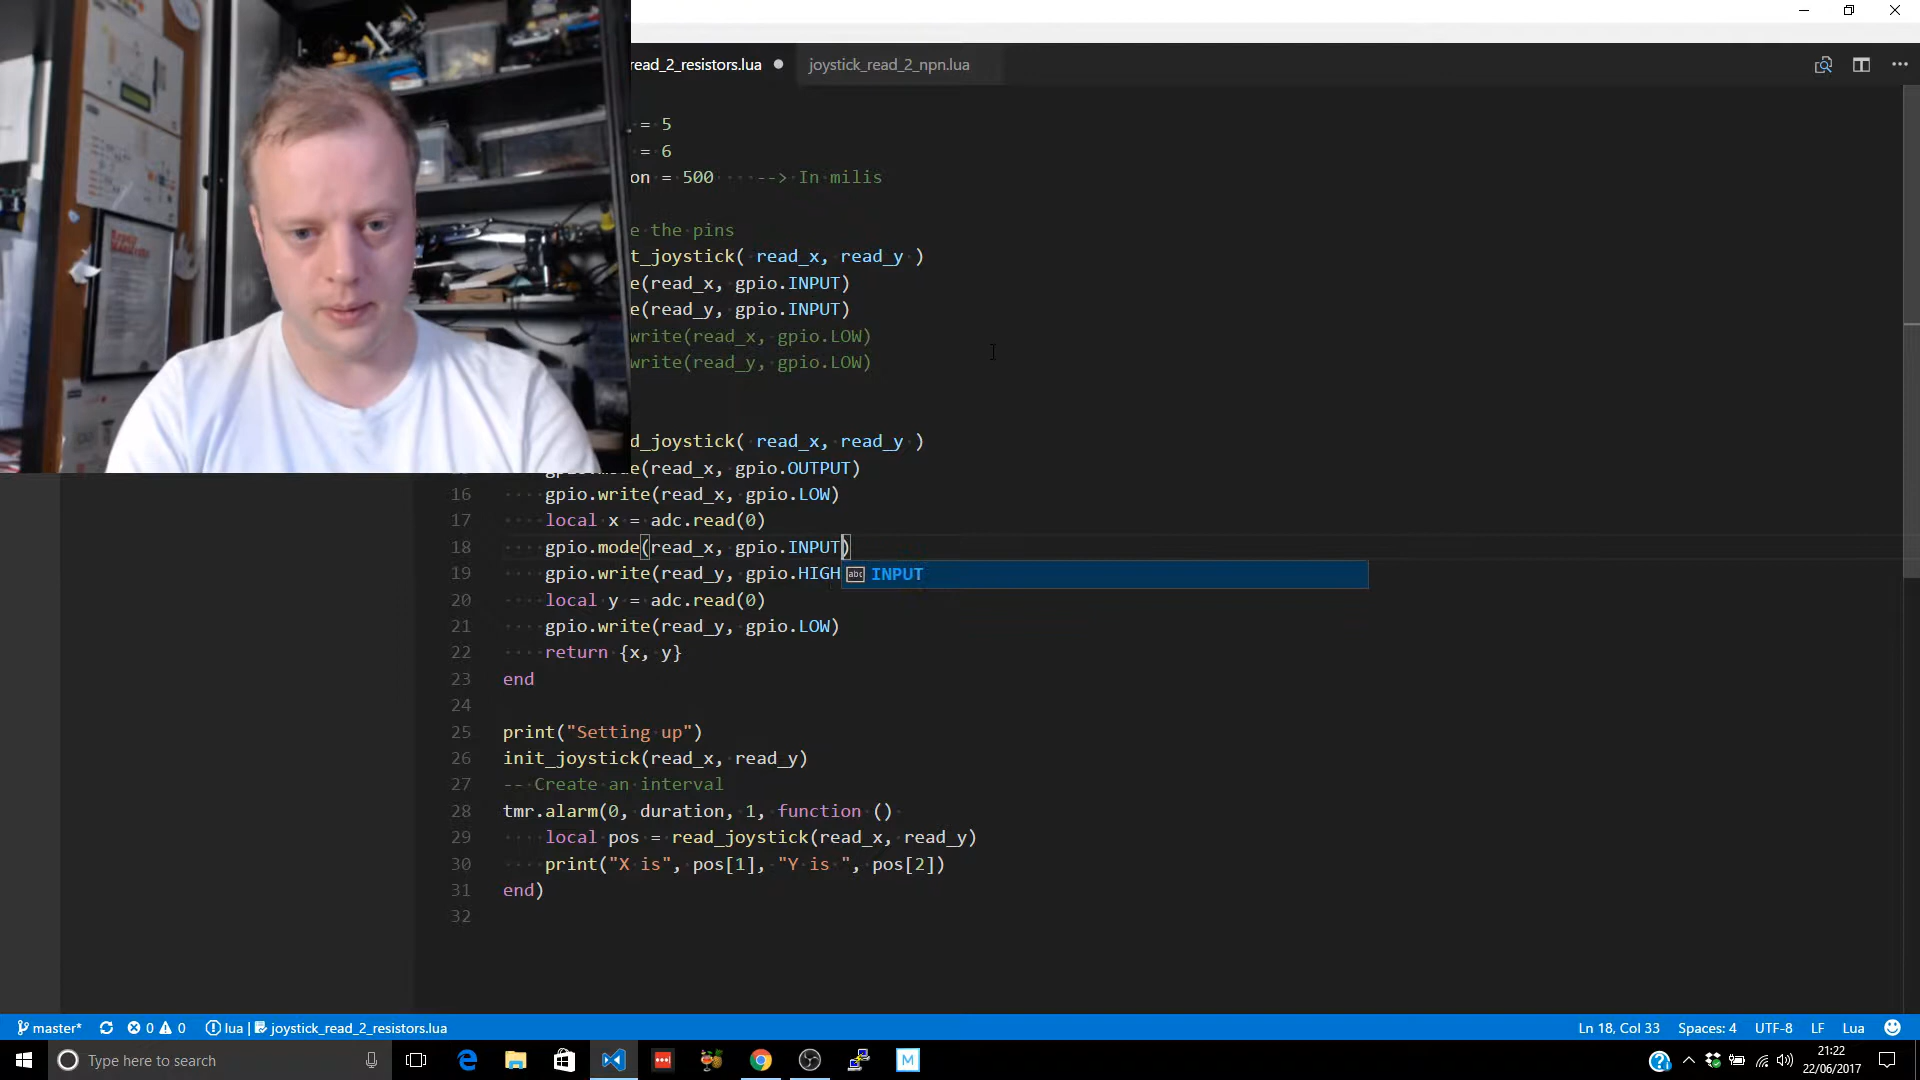 read_2_resistors.lua
joystick_read_2_npn.lua
= 5
= 6
on = 500 --> In milis
e the pins
t_joystick( read_x, read_y )
e(read_x, gpio.INPUT)
e(read_y, gpio.INPUT)
write(read_x, gpio.LOW)
write(read_y, gpio.LOW)
d_joystick( read_x, read_y )
(read_x, gpio.OUTPUT)
16 gpio.write(read_x, gpio.LOW)
17 local x = adc.read(0)
18 gpio.mode(read_x, gpio.INPUT)
19 gpio.write(read_y, gpio.HIGH
INPUT
20 local y = adc.read(0)
21 gpio.write(read_y, gpio.LOW)
22 return {x, y}
23 end
24
25 print("Setting up")
26 init_joystick(read_x, read_y)
27 -- Create an interval
28 tmr.alarm(0, duration, 1, function ()
29 local pos = read_joystick(read_x, read_y)
30 print("X is", pos[1], "Y is ", pos[2])
31 end)
32
master* 0 0 lua | joystick_read_2_resistors.lua Ln 18, Col 33 Spaces: 4 UTF-8 LF Lua
Type here to search
21:22
22/06/2017